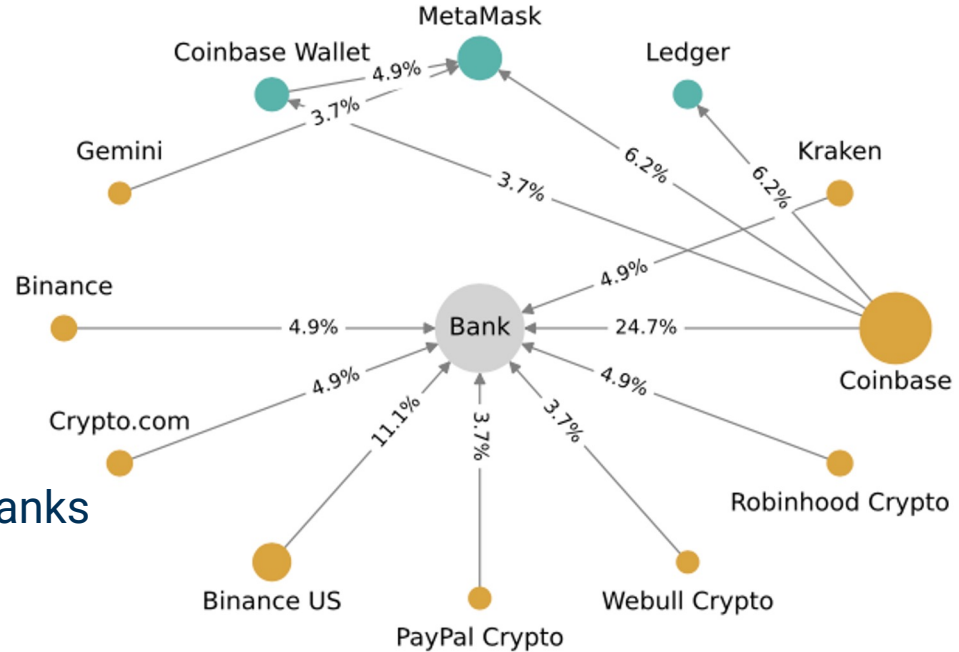 MetaMask
Coinbase Wallet
Ledger
4.9%
3.7%
Gemini
Kraken
6.2%
6.2%
3.7%
4.9%
Binance
4.9%
Bank
24.7%
Coinbase
4.9%
4.9%
Crypto.com
11.1%
3.7%
3.7%
anks
Robinhood Crypto
Binance US
Webull Crypto
PayPal Crypto